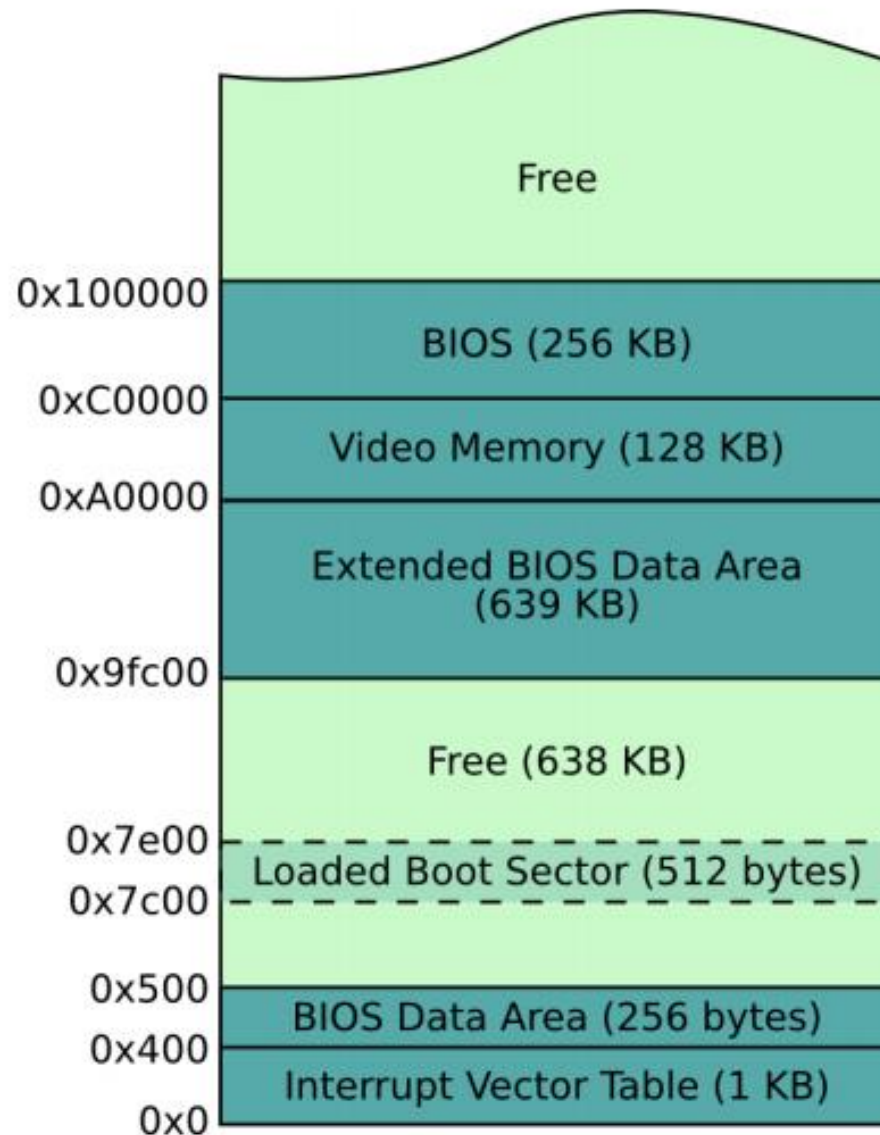 Free
0x100000
BIOS (256 KB)
0xC0000
Video Memory (128 KB)
0xA0000
Extended BIOS Data Area
(639 KB)
0x9fc00
Free (638 KB)
0x7e00
Loaded Boot Sector (512 bytes)
0x7c00
0x500
BIOS Data Area (256 bytes)
0x400
Interrupt Vector Table (1 KB)
0x0